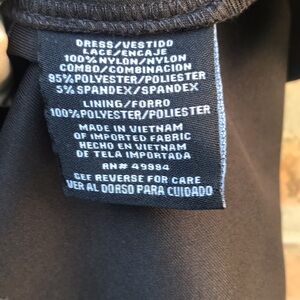 DRESS/VESTIDO
LACE/ENCAJE
100%NYLON/NYLON
COMBO/COMBINACION
95%POLYESTER/POLIESTER
5%SPANDEX/SPANDEX
LINING/FORRO
100%POLYESTER/POLIESTER
MADE IN VIETNAM
OF IMPORTED FABRIC
HECHO EN VIETNAM
DE TELA IMPORTADA
RN# 49984
SEE REVERSE FOR CARE
VER AL DORSO PARA CUIDADO